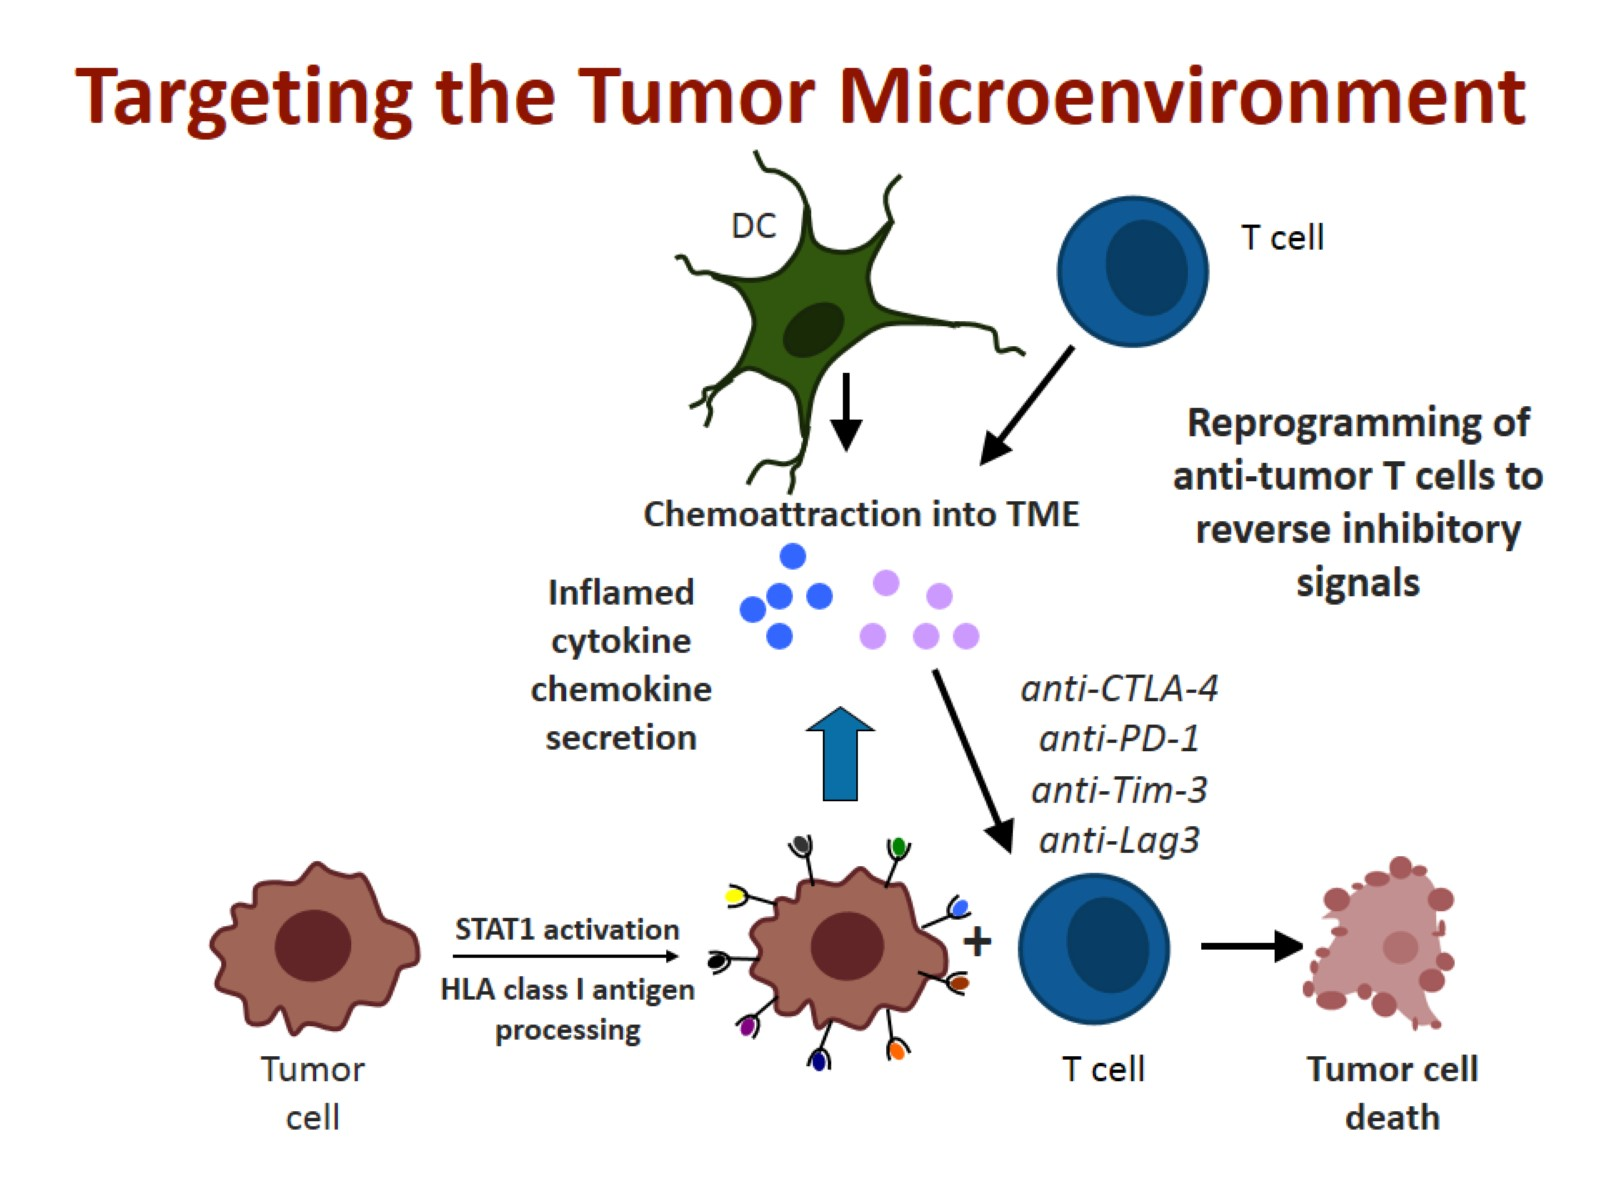 Targeting the Tumor Microenvironment
DC
T cell
Reprogramming of
anti-tumor T cells to
reverse inhibitory
signals
Chemoattraction into TME
Inflamed
cytokine
chemokine
secretion
anti-CTLA-4
anti-PD-1
anti-Tim-3
anti-Lag3
STAT1 activation
HLA class I antigen
processing
+
Tumor
cell
T cell
Tumor cell
death